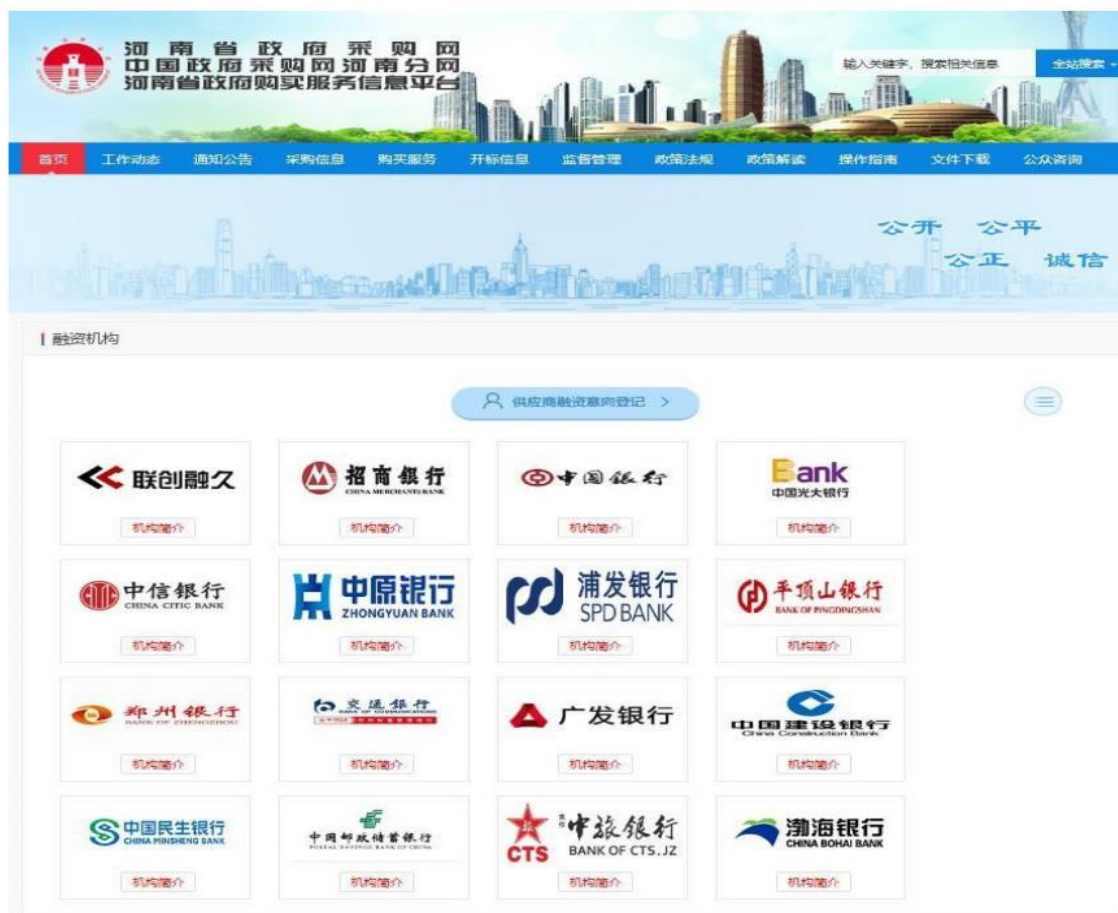 河南省政府采购网
中国政府采购网河南分网
河南省政府购买服务信息平台
输入关键字,搜索相关信息 全站搜索
首页 工作动态 通知公告 采购信息 购买服务 开标信息 监督管理 政策法规 政策解读 操作指南 文件下载 公众咨询
公开 公平
公正 诚信
融资机构
供应商融资意向登记 >
联创融久 招商银行 中国银行 Bank
CHINA MERCHANTS BANK 中国光大银行
机构简介 机构简介 机构简介 机构简介
中信银行 中原银行 浦发银行 平顶山银行
CHINA CITIC BANK ZHONGYUAN BANK SPD BANK BANK OF PINGDINGSHAN
机构简介 机构简介 机构简介 机构简介
郑州银行 交通银行 广发银行 中国建设银行
BANK OF ZHENGZHOU BANK OF COMMUNICATIONS China Construction Bank
机构简介 机构简介 机构简介 机构简介
中国民生银行 中国邮政储蓄银行 焦作中旅银行 渤海银行
CHINA MINSHENG BANK POSTAL SAVINGS BANK OF CHINA CTS BANK OF CTS.JZ CHINA BOHAI BANK
机构简介 机构简介 机构简介 机构简介